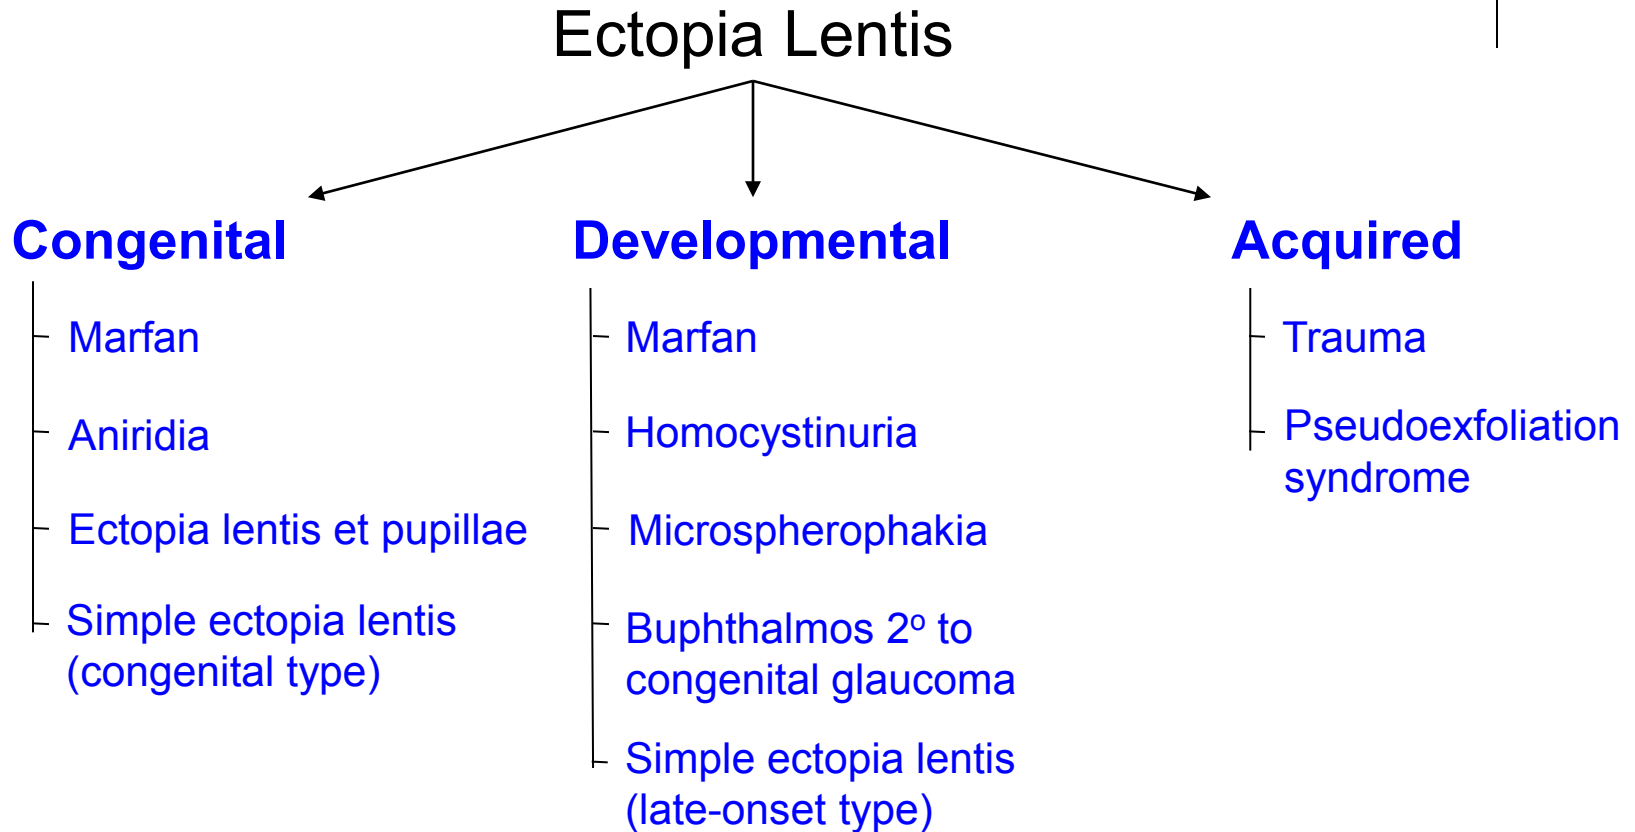 Ectopia Lentis
Congenital
Marfan
Aniridia
Ectopia lentis et pupillae
Simple ectopia lentis
(congenital type)
Developmental
Marfan
Homocystinuria
Microspherophakia
Buphthalmos 2º to
congenital glaucoma
Simple ectopia lentis
(late-onset type)
Acquired
Trauma
Pseudoexfoliation
syndrome